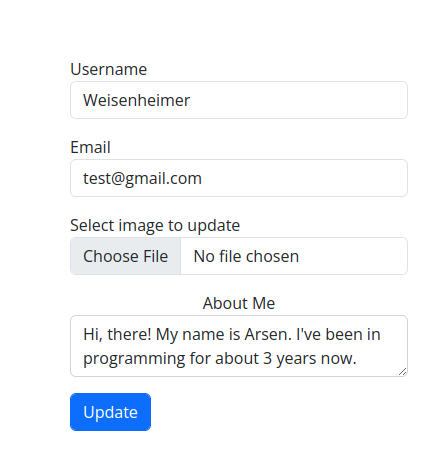 Username
Weisenheimer
Email
test@gmail.com
Select image to update
Choose File No file chosen
About Me
Hi, there! My name is Arsen. I've been in
programming for about 3 years now.
Update